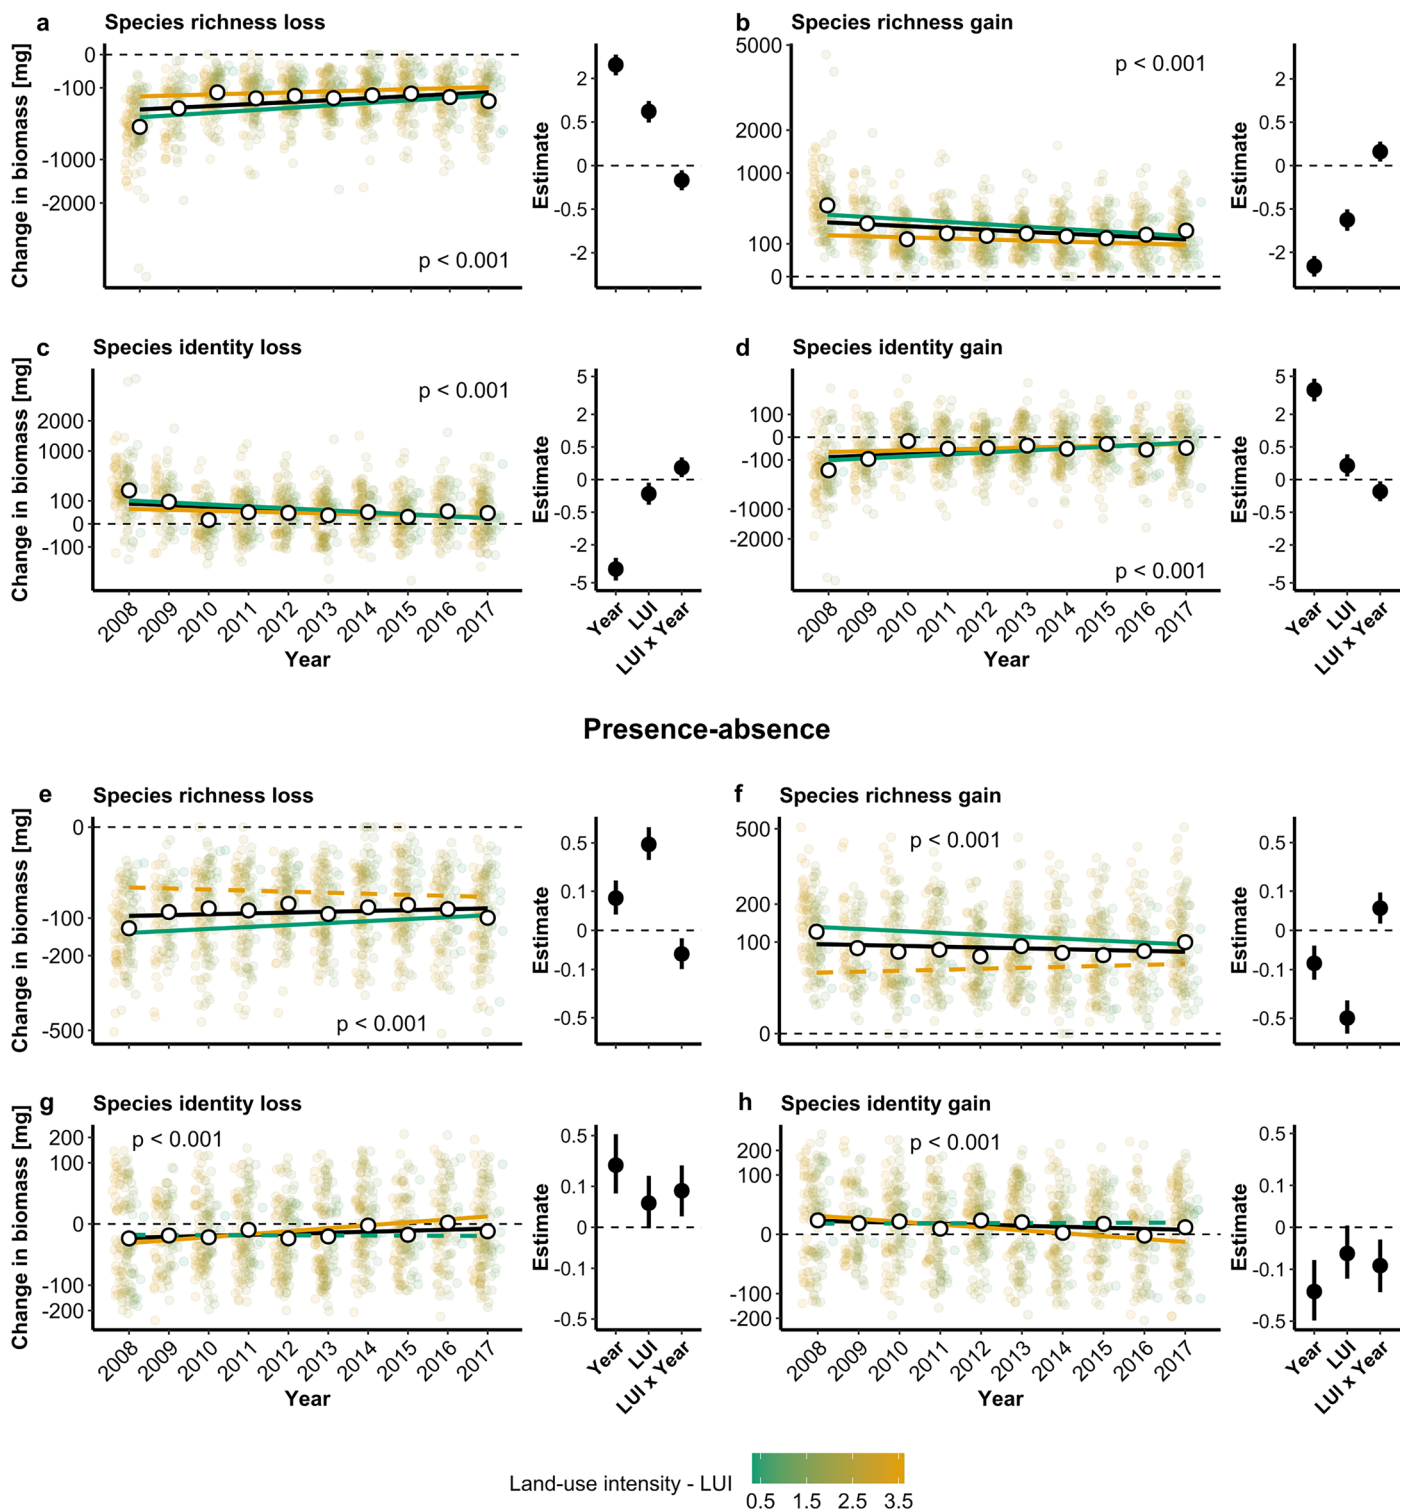 a Species richness loss
Change in biomass [mg]
0
-100
-1000
-2000
p < 0.001
Estimate
2
0.5
0
-0.5
-2
b Species richness gain
5000
2000
1000
100
0
p < 0.001
Estimate
2
0.5
0
-0.5
-2
c Species identity loss
Change in biomass [mg]
2000
1000
100
0
-100
p < 0.001
2008 2009 2010 2011 2012 2013 2014 2015 2016 2017
Year
Estimate
5
2
0.5
0
-0.5
-2
-5
Year LUI LUI x Year
d Species identity gain
100
0
-100
-1000
-2000
p < 0.001
2008 2009 2010 2011 2012 2013 2014 2015 2016 2017
Year
Estimate
5
2
0.5
0
-0.5
-2
-5
Year LUI LUI x Year
Presence-absence
e Species richness loss
Change in biomass [mg]
0
-100
-200
-500
p < 0.001
Estimate
0.5
0.1
0
-0.1
-0.5
f Species richness gain
500
200
100
0
p < 0.001
Estimate
0.5
0.1
0
-0.1
-0.5
g Species identity loss
Change in biomass [mg]
200
100
0
-100
-200
p < 0.001
2008 2009 2010 2011 2012 2013 2014 2015 2016 2017
Year
Estimate
0.5
0.1
0
-0.1
-0.5
Year LUI LUI x Year
h Species identity gain
200
100
0
-100
-200
p < 0.001
2008 2009 2010 2011 2012 2013 2014 2015 2016 2017
Year
Estimate
0.5
0.1
0
-0.1
-0.5
Year LUI LUI x Year
Land-use intensity - LUI
0.5 1.5 2.5 3.5